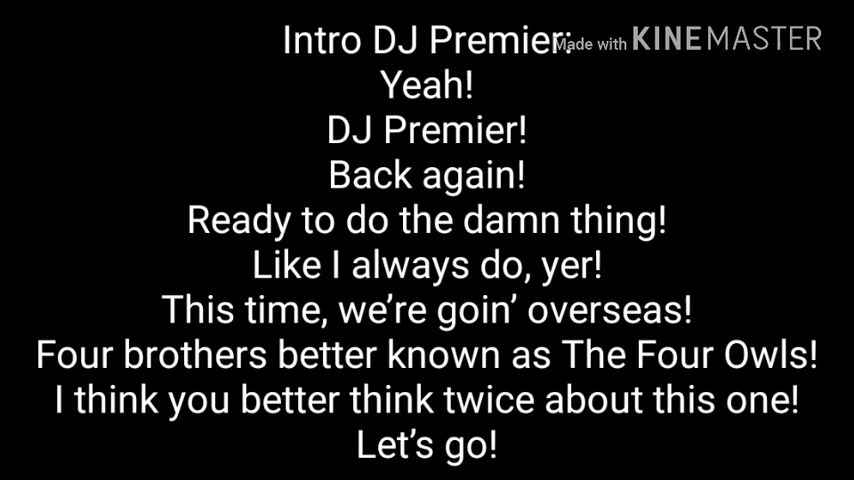 Intro DJ Premier:
Made with KINEMASTER
Yeah!
DJ Premier!
Back again!
Ready to do the damn thing!
Like I always do, yer!
This time, we’re goin’ overseas!
Four brothers better known as The Four Owls!
I think you better think twice about this one!
Let’s go!